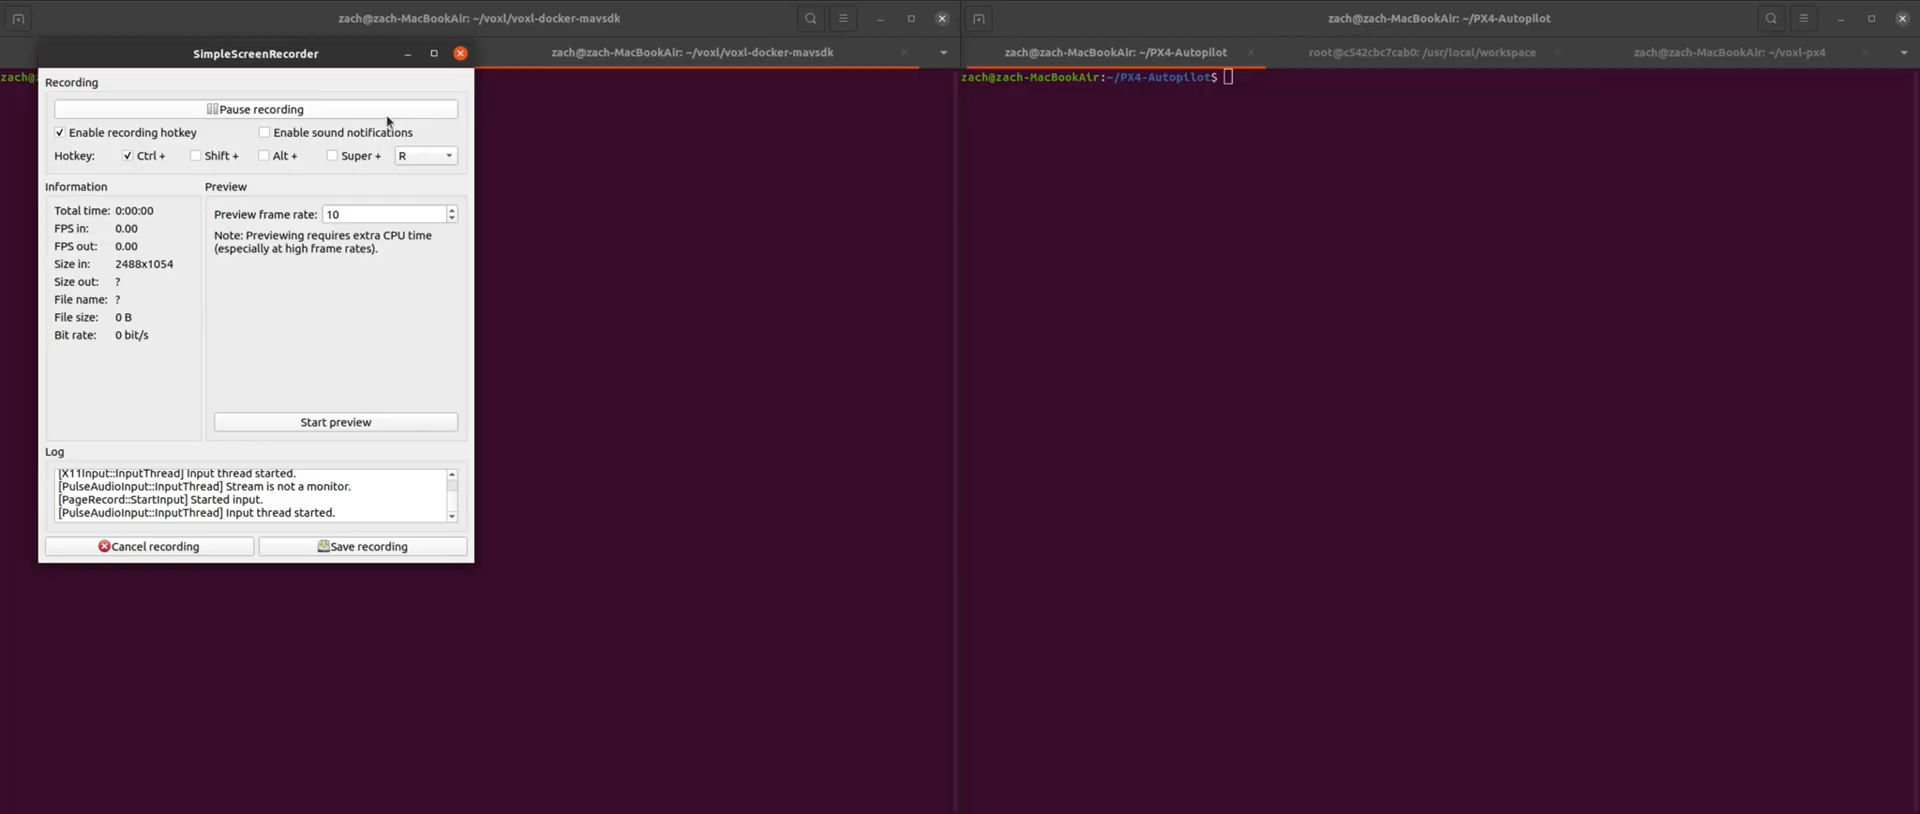 zach@zach-MacBookAir: ~/voxl/voxl-docker-mavsdk
zach@zach-MacBookAir: ~/PX4-Autopilot
zach@zach-MacBookAir: ~/voxl/voxl-docker-mavsdk
zach@zach-MacBookAir: ~/PX4-Autopilot
root@c542cbc7cab0: /usr/local/workspace
zach@zach-MacBookAir: ~/voxl-px4
zach@
zach@zach-MacBookAir:~/PX4-Autopilot$
SimpleScreenRecorder
Recording
Pause recording
Enable recording hotkey
Enable sound notifications
Hotkey: Ctrl + Shift + Alt + Super + R
Information
Total time: 0:00:00
FPS in: 0.00
FPS out: 0.00
Size in: 2488x1054
Size out: ?
File name: ?
File size: 0 B
Bit rate: 0 bit/s
Preview
Preview frame rate: 10
Note: Previewing requires extra CPU time
(especially at high frame rates).
Start preview
Log
[X11Input::InputThread] Input thread started.
[PulseAudioInput::InputThread] Stream is not a monitor.
[PageRecord::StartInput] Started input.
[PulseAudioInput::InputThread] Input thread started.
Cancel recording
Save recording